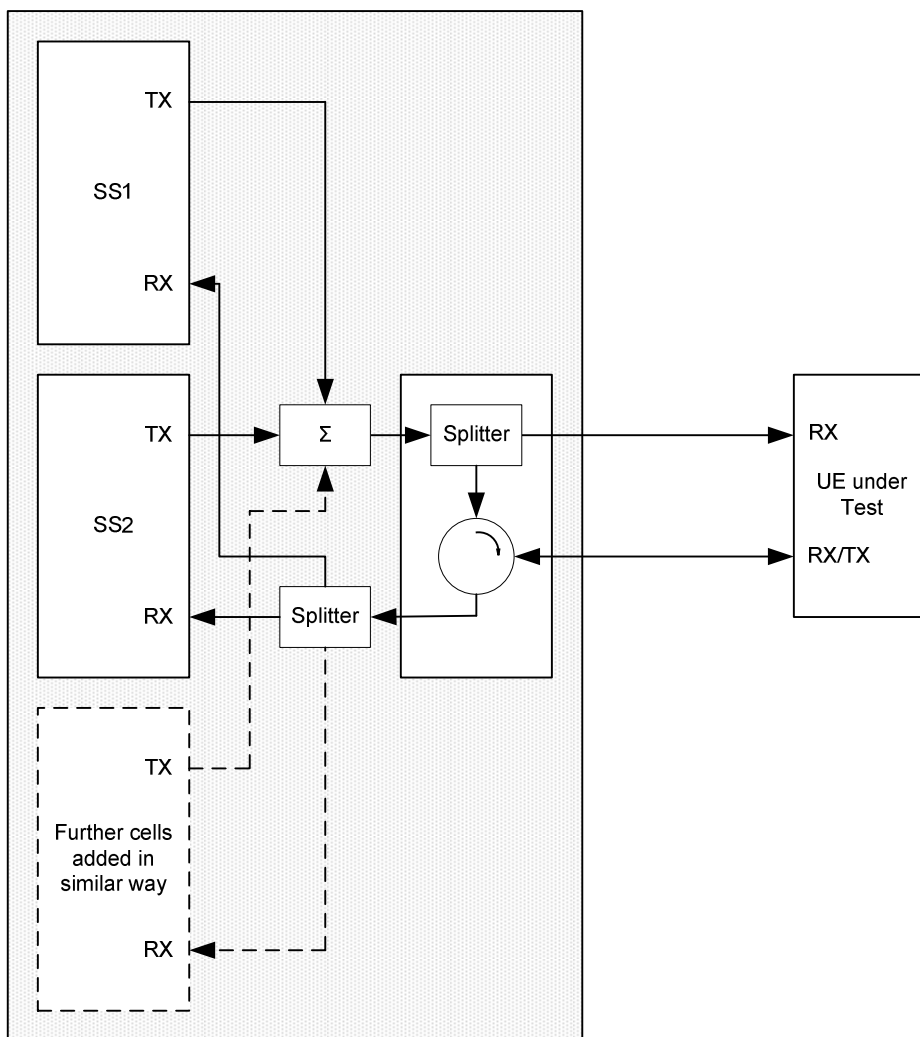 TX
SS1
RX
TX
SS2
RX
Σ
Splitter
Splitter
RX
UE under
Test
RX/TX
TX
Further cells
added in
similar way
RX